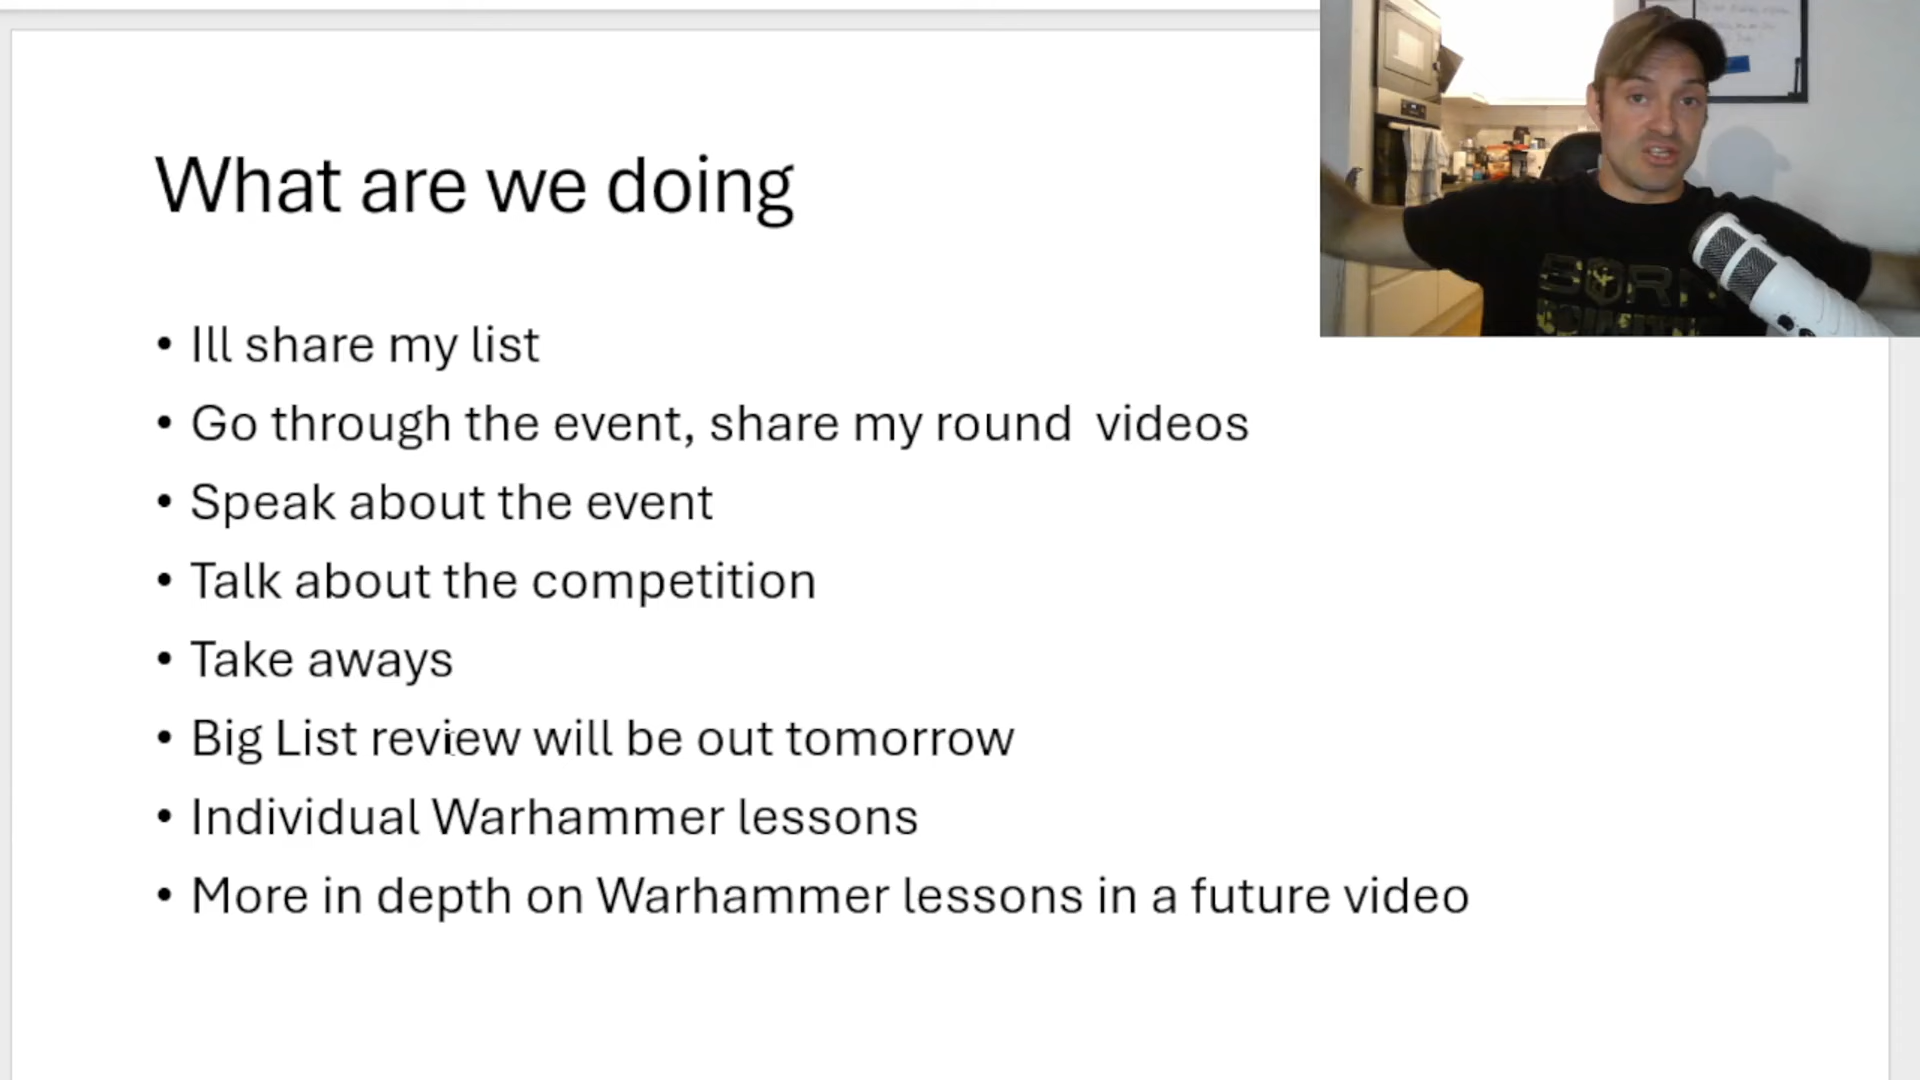 What are we doing
• Ill share my list
• Go through the event, share my round  videos
• Speak about the event
• Talk about the competition
• Take aways
• Big List review will be out tomorrow
• Individual Warhammer lessons
• More in depth on Warhammer lessons in a future video
BORN